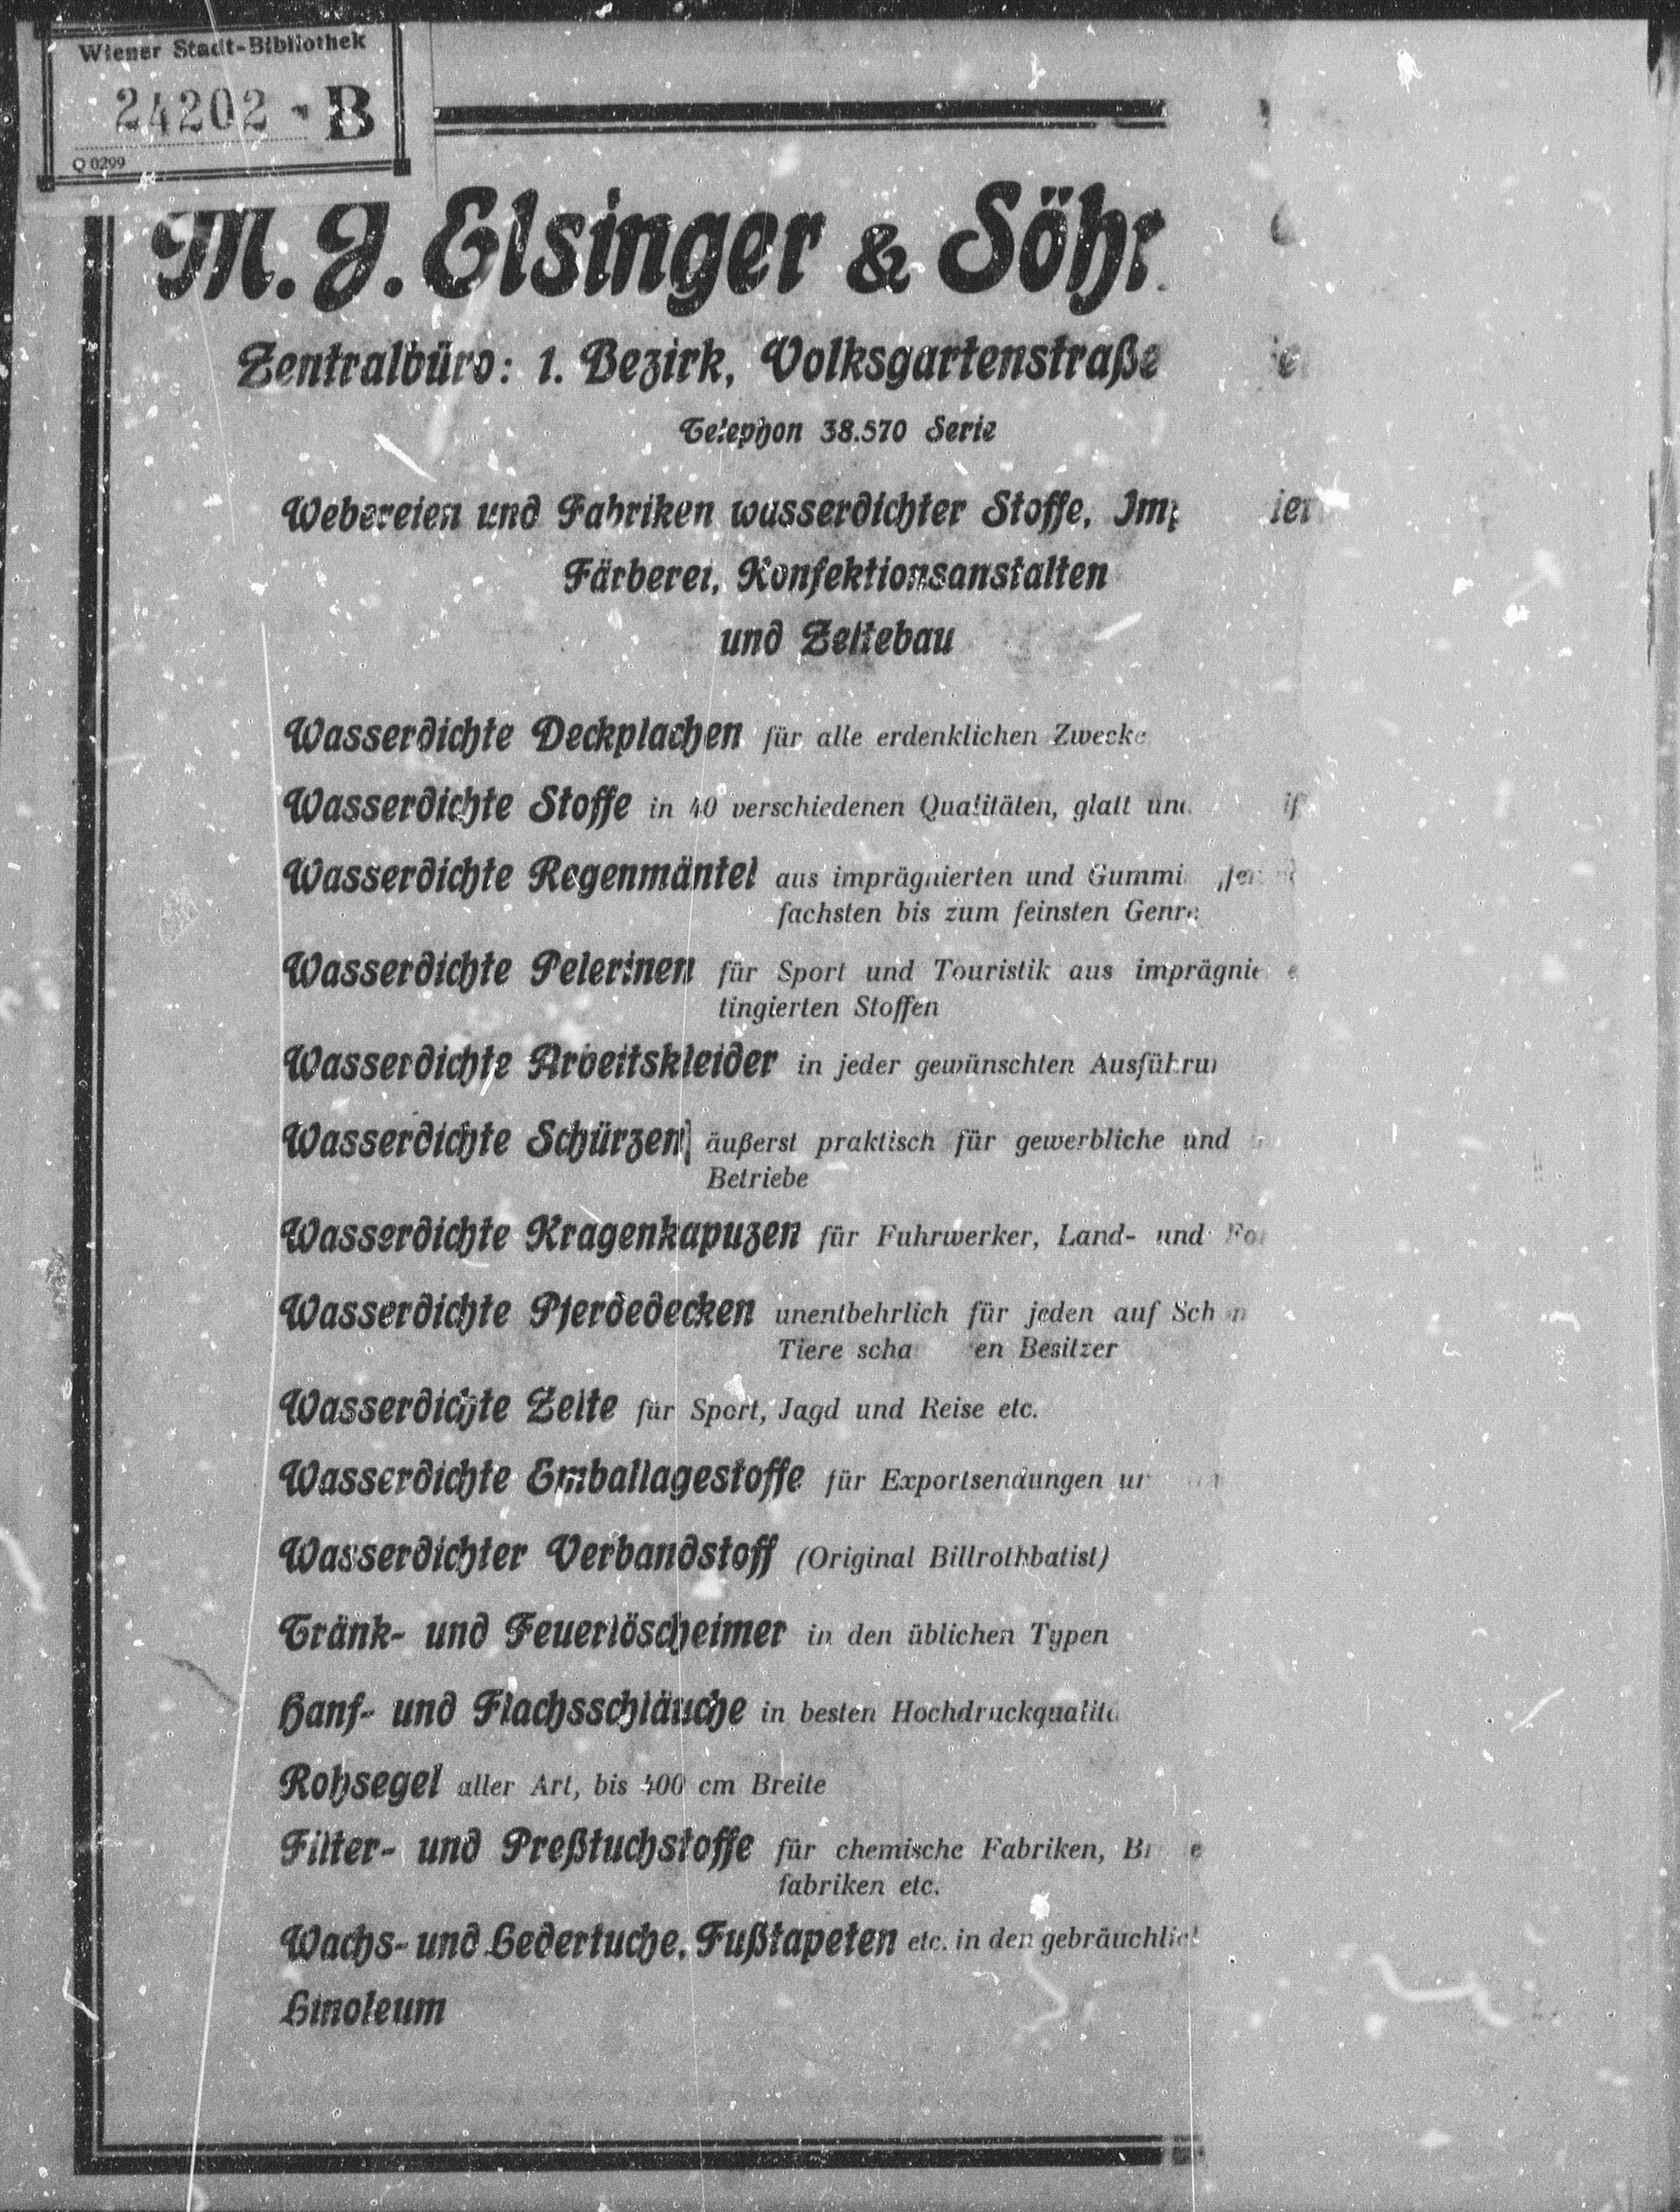 Wiener Stadt-Bibliothek
24202 - B
Q 0299
M. J. Elsinger &
Zentralbüro: 1. Bezirk, Volksgartenstraße
Telephon 38.570 Serie
Webereien und Fabriken wasserdichter Stoffe,
Färberei, Konfektionsanstalten
und Zeltebau
Wasserdichte Deckplachen für alle erdenklichen Zwecke
Wasserdichte Stoffe in 40 verschiedenen Qualitäten, glatt
Wasserdichte Regenmäntel aus imprägnierten und
fachsten bis zum feinsten Genre
Wasserdichte Pelerinen für Sport und Touristik aus
tingierten Stoffen
Wasserdichte Arbeitskleider in jeder gewünschten
Wasserdichte Schürzen äußerst praktisch für gewerbliche und
Betriebe
Wasserdichte Kragenkapuzen für Fuhrwerker, Land- und
Wasserdichte Pferdedecken unentbehrlich für jeden auf
Tiere Besitzer
Wasserdichte Zelte für Sport, Jagd und Reise etc.
Wasserdichte Emballagestoffe für Exportsendungen
Wasserdichter Verbandstoff (Original Billrothbatist)
Tränk- und Feuerlöscheimer in den üblichen Typen
Hanf- und Flachsschläuche in besten
Rohsegel aller Art, bis 400 cm Breite
Filter- und Preßtuchstoffe für chemische Fabriken,
fabriken etc.
Wachs- und Ledertuche, Fußtapeten etc. in den
Linoleum